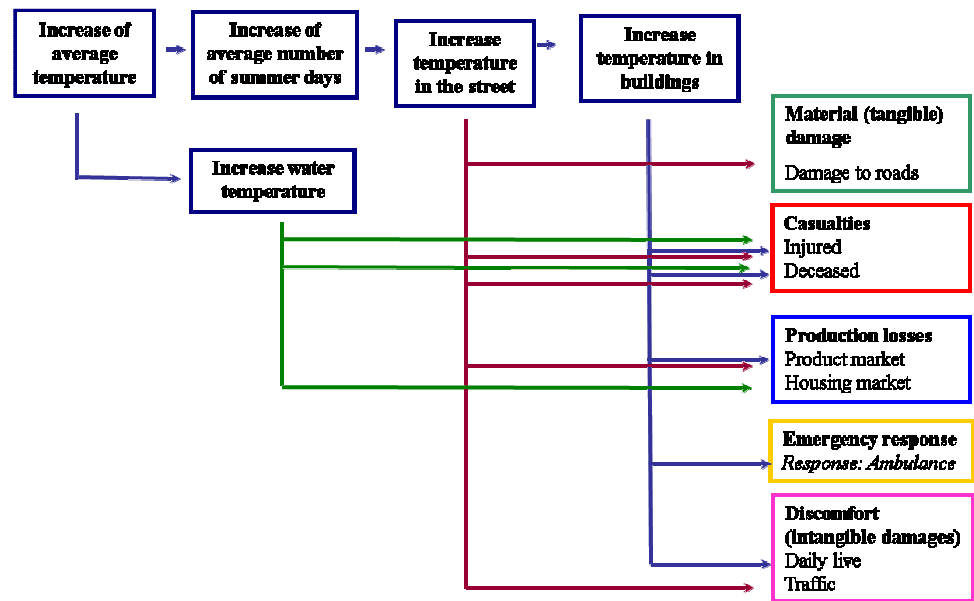 Increase of
average
temperature
Increase of
average number
of summer days
Increase
temperature
in the street
Increase
temperature in
buildings
Increase water
temperature
Material (tangible)
damage
Damage to roads
Casualties
Injured
Deceased
Production losses
Product market
Housing market
Emergency response
Response: Ambulance
Discomfort
(intangible damages)
Daily live
Traffic